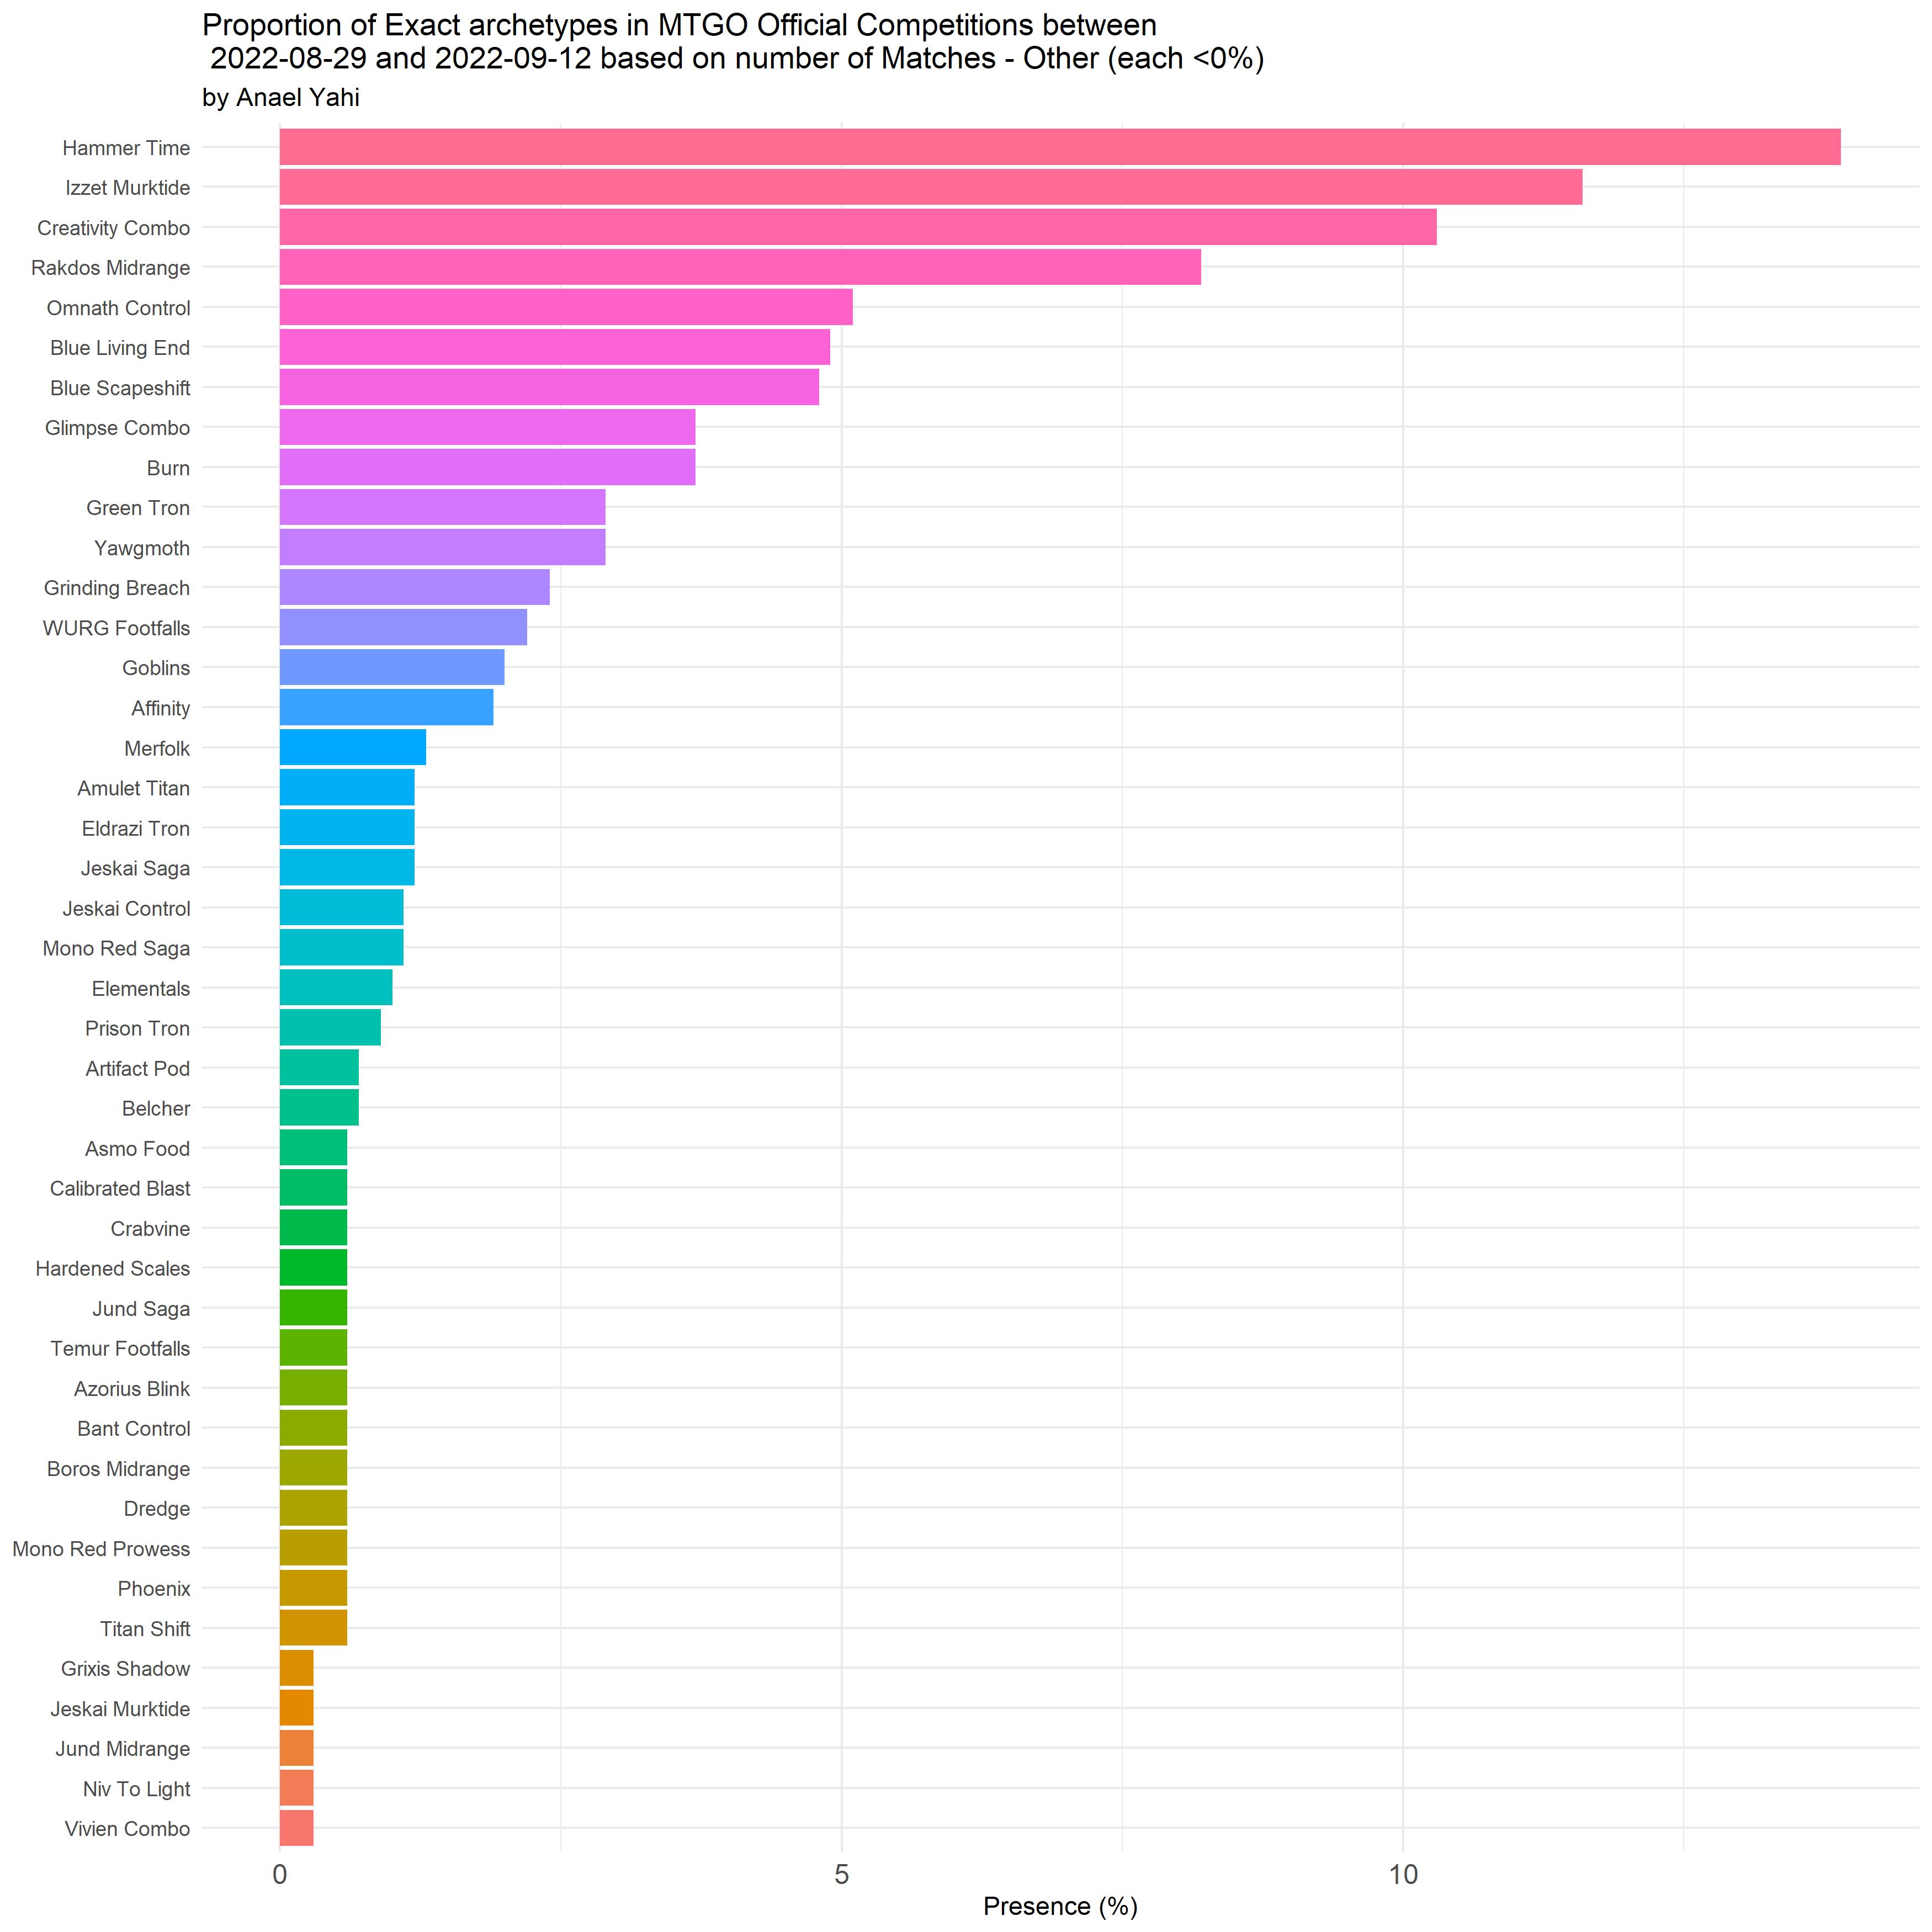 Proportion of Exact archetypes in MTGO Official Competitions between
2022-08-29 and 2022-09-12 based on number of Matches - Other (each <0%)
by Anael Yahi
Hammer Time
Izzet Murktide
Creativity Combo
Rakdos Midrange
Omnath Control
Blue Living End
Blue Scapeshift
Glimpse Combo
Burn
Green Tron
Yawgmoth
Grinding Breach
WURG Footfalls
Goblins
Affinity
Merfolk
Amulet Titan
Eldrazi Tron
Jeskai Saga
Jeskai Control
Mono Red Saga
Elementals
Prison Tron
Artifact Pod
Belcher
Asmo Food
Calibrated Blast
Crabvine
Hardened Scales
Jund Saga
Temur Footfalls
Azorius Blink
Bant Control
Boros Midrange
Dredge
Mono Red Prowess
Phoenix
Titan Shift
Grixis Shadow
Jeskai Murktide
Jund Midrange
Niv To Light
Vivien Combo
0 5 10
Presence (%)